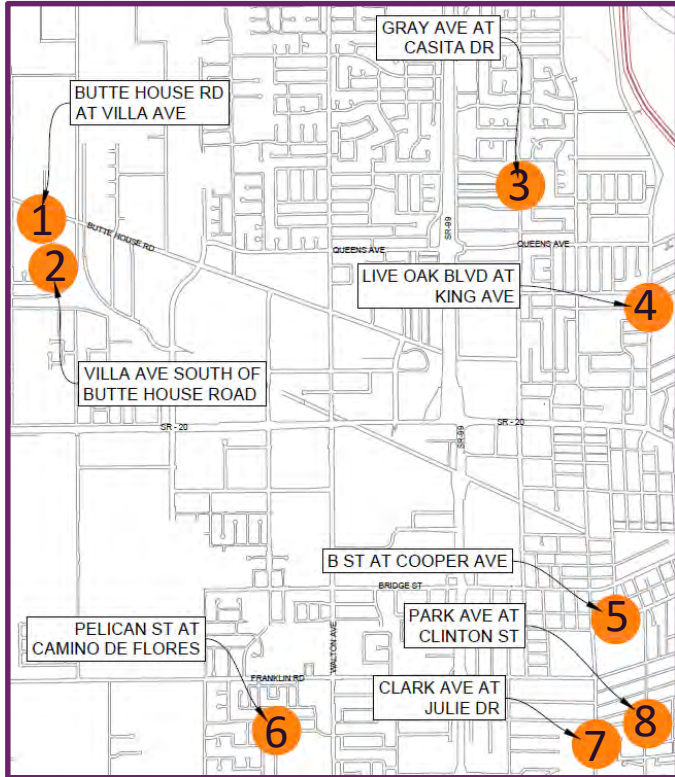 GRAY AVE AT
CASITA DR
BUTTE HOUSE RD
AT VILLA AVE
3
1
BUTTE HOUSE RD
SR-99
QUEENS AVE
QUEENS AVE
2
LIVE OAK BLVD AT
KING AVE
4
VILLA AVE SOUTH OF
BUTTE HOUSE ROAD
SR - 20
SR-99
SR - 20
B ST AT COOPER AVE
BRIDGE ST
5
PARK AVE AT
CLINTON ST
PELICAN ST AT
CAMINO DE FLORES
WALTON AVE
FRANKLIN RD
CLARK AVE AT
JULIE DR
6
7
8